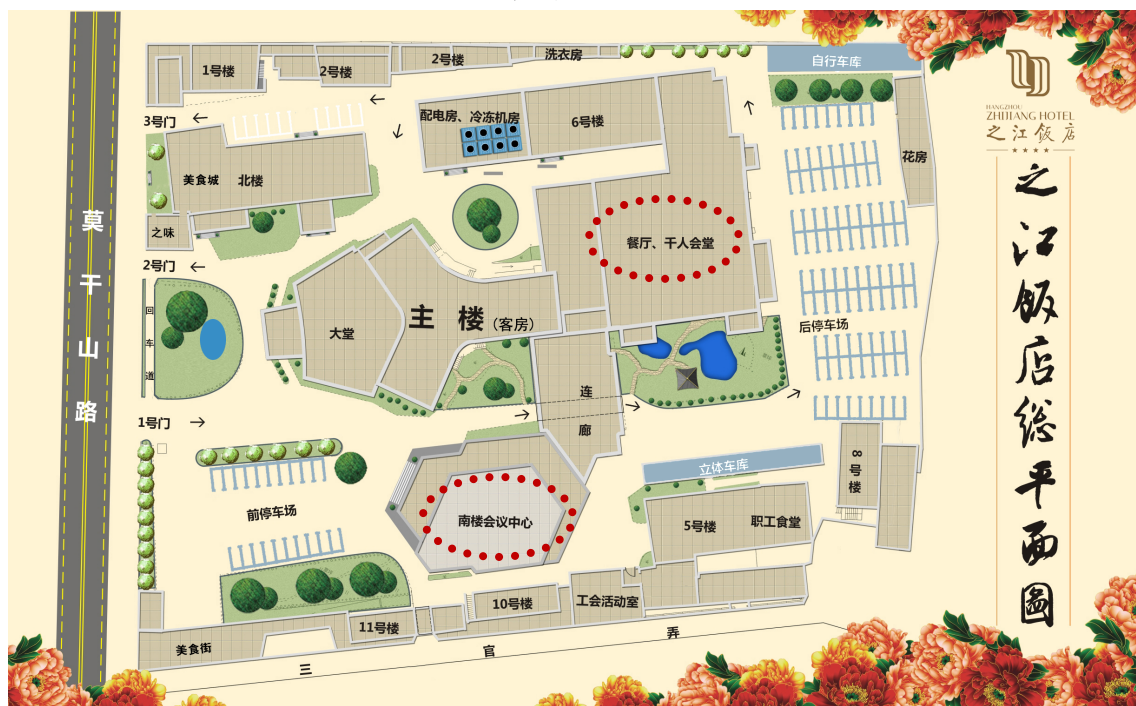 1号楼
2号楼
2号楼
洗衣房
自行车库
3号门
配电房、冷冻机房
6号楼
花房
美食城
北楼
之味
餐厅、千人会堂
2号门
回车道
大堂
主 楼(客房)
后停车场
莫干山路
1号门
连廊
8号楼
立体车库
前停车场
南楼会议中心
5号楼
职工食堂
10号楼
工会活动室
11号楼
美食街
三官弄
HANGZHOU
ZHIJIANG HOTEL
之江飯店
之江飯店总平面圖